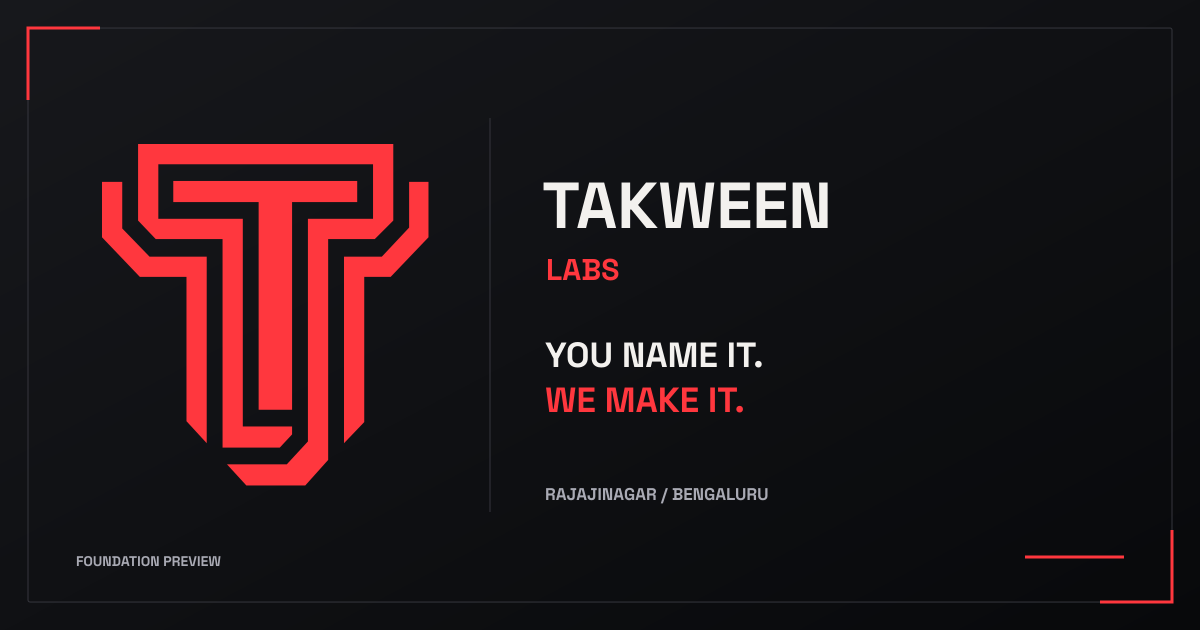 TAKWEEN
LABS
YOU NAME IT.
WE MAKE IT.
RAJAJINAGAR / BENGALURU
FOUNDATION PREVIEW